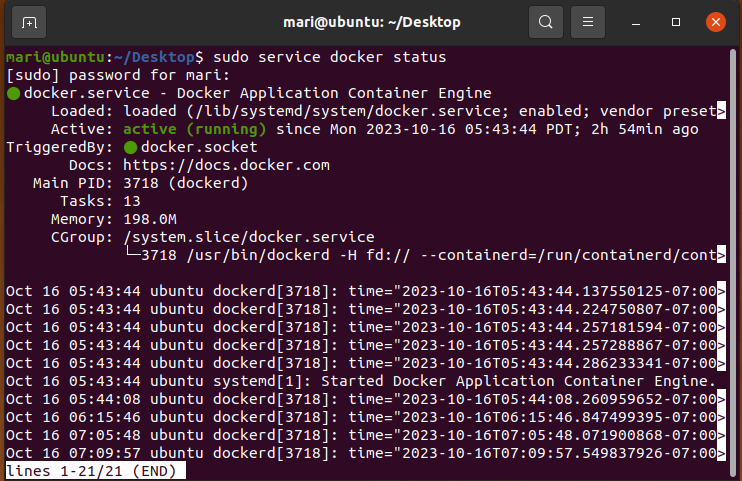 mari@ubuntu: ~/Desktop
mari@ubuntu:~/Desktop$ sudo service docker status
[sudo] password for mari:
● docker.service - Docker Application Container Engine
     Loaded: loaded (/lib/systemd/system/docker.service; enabled; vendor preset>
     Active: active (running) since Mon 2023-10-16 05:43:44 PDT; 2h 54min ago
TriggeredBy: ● docker.socket
       Docs: https://docs.docker.com
   Main PID: 3718 (dockerd)
      Tasks: 13
     Memory: 198.0M
     CGroup: /system.slice/docker.service
             └─3718 /usr/bin/dockerd -H fd:// --containerd=/run/containerd/cont>
Oct 16 05:43:44 ubuntu dockerd[3718]: time="2023-10-16T05:43:44.137550125-07:00>
Oct 16 05:43:44 ubuntu dockerd[3718]: time="2023-10-16T05:43:44.224750807-07:00>
Oct 16 05:43:44 ubuntu dockerd[3718]: time="2023-10-16T05:43:44.257181594-07:00>
Oct 16 05:43:44 ubuntu dockerd[3718]: time="2023-10-16T05:43:44.257288867-07:00>
Oct 16 05:43:44 ubuntu dockerd[3718]: time="2023-10-16T05:43:44.286233341-07:00>
Oct 16 05:43:44 ubuntu systemd[1]: Started Docker Application Container Engine.
Oct 16 05:44:08 ubuntu dockerd[3718]: time="2023-10-16T05:44:08.260959652-07:00>
Oct 16 06:15:46 ubuntu dockerd[3718]: time="2023-10-16T06:15:46.847499395-07:00>
Oct 16 07:05:48 ubuntu dockerd[3718]: time="2023-10-16T07:05:48.071900868-07:00>
Oct 16 07:09:57 ubuntu dockerd[3718]: time="2023-10-16T07:09:57.549837926-07:00>
lines 1-21/21 (END)